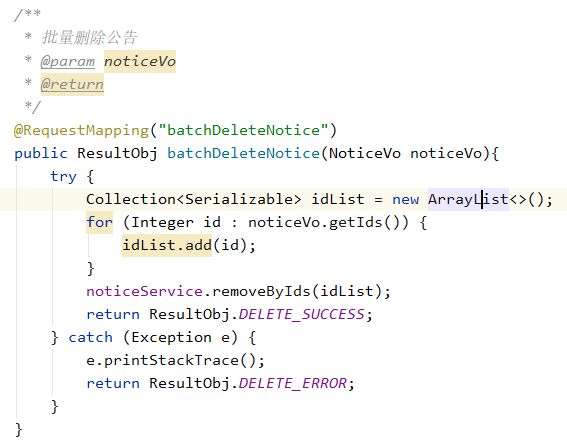 /**
 * 批量删除公告
 * @param noticeVo
 * @return
 */
@RequestMapping("batchDeleteNotice")
public ResultObj batchDeleteNotice(NoticeVo noticeVo){
    try {
        Collection<Serializable> idList = new ArrayList<>();
        for (Integer id : noticeVo.getIds()) {
            idList.add(id);
        }
        noticeService.removeByIds(idList);
        return ResultObj.DELETE_SUCCESS;
    } catch (Exception e) {
        e.printStackTrace();
        return ResultObj.DELETE_ERROR;
    }
}